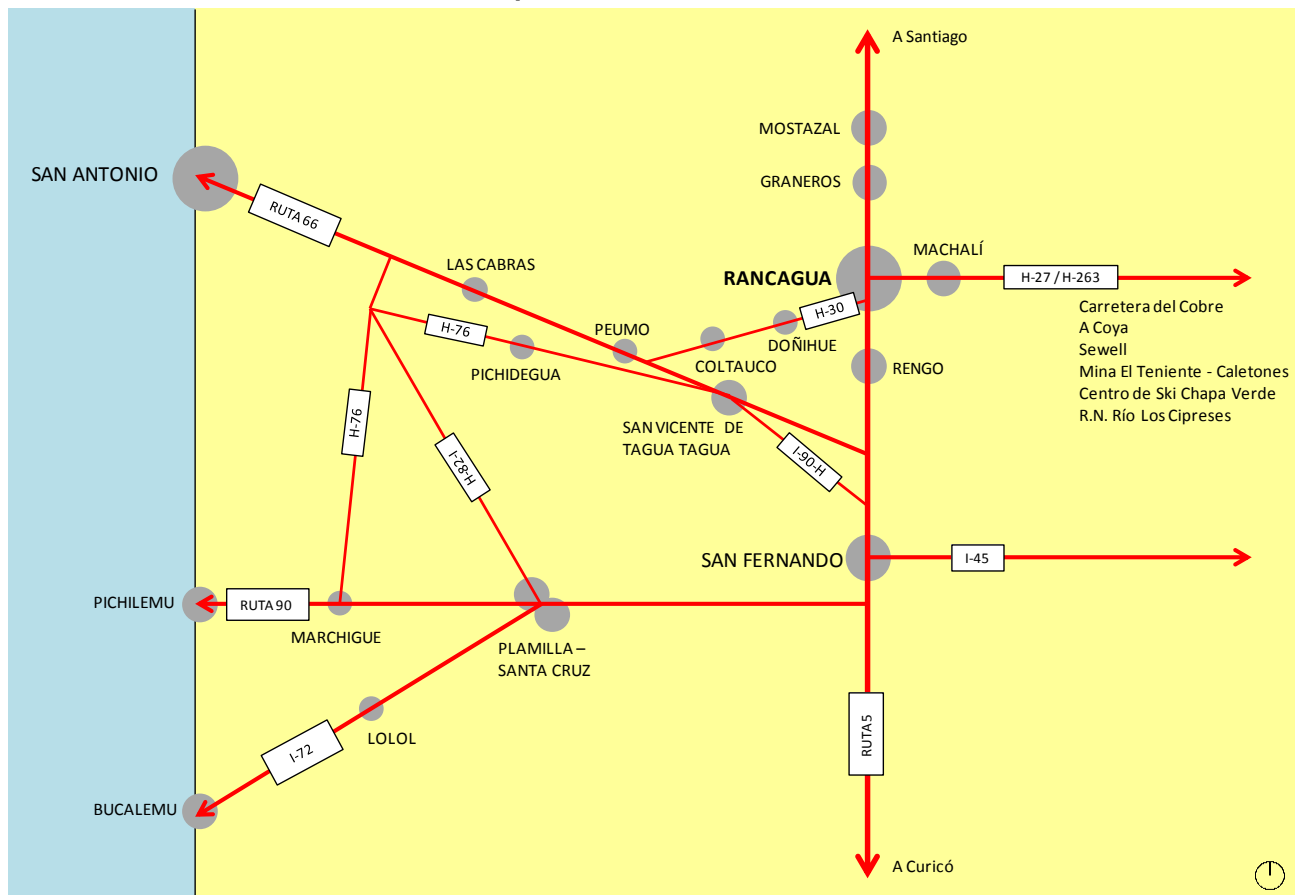 A Santiago
MOSTAZAL
SAN ANTONIO
GRANEROS
RUTA 66
MACHALÍ
LAS CABRAS
RANCAGUA
H-27 / H-263
Carretera del Cobre
A Coya
Sewell
Mina El Teniente - Caletones
Centro de Ski Chapa Verde
R.N. Río Los Cipreses
H-30
H-76
PEUMO
DOÑIHUE
PICHIDEGUA
COLTAUCO
RENGO
H-76
SAN VICENTE DE
TAGUA TAGUA
H-82-I
I-90-H
SAN FERNANDO
I-45
PICHILEMU
RUTA 90
MARCHIGUE
PLAMILLA –
SANTA CRUZ
RUTA 5
LOLOL
I-72
BUCALEMU
A Curicó